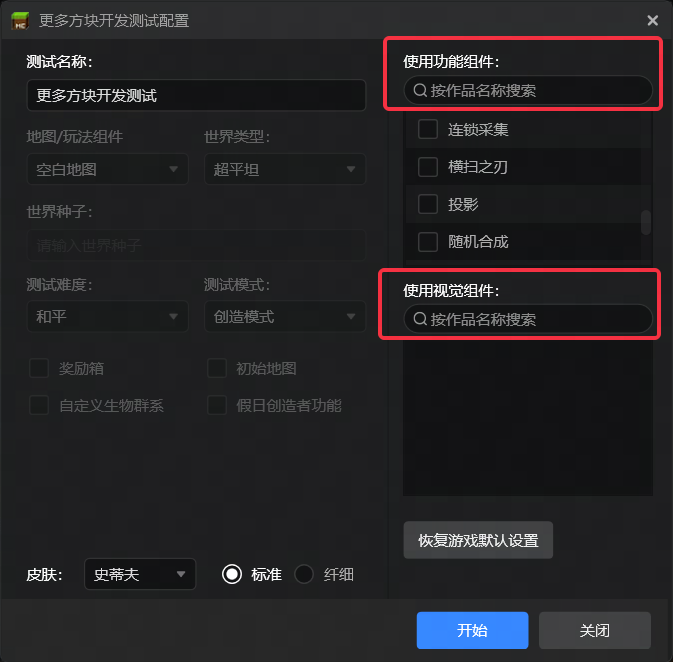 更多方块开发测试配置
测试名称：
更多方块开发测试
地图/玩法组件
世界类型：
空白地图
超平坦
世界种子：
请输入世界种子
测试难度：
测试模式：
和平
创造模式
奖励箱
初始地图
自定义生物群系
假日创造者功能
皮肤：
史蒂夫
标准
纤细
使用功能组件：
按作品名称搜索
连锁采集
横扫之刃
投影
随机合成
使用视觉组件：
按作品名称搜索
恢复游戏默认设置
开始
关闭